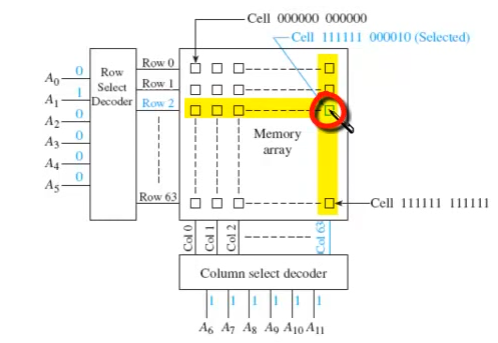 Cell 000000 000000
Cell 111111 000010 (Selected)
Row 0
Row 1
Row 2
Row 63
Row
Select
Decoder
A0 0
A1 1
A2 0
A3 0
A4 0
A5 0
Memory
array
Cell 111111 111111
Col 0
Col 1
Col 2
Col 63
Column select decoder
1 1 1 1 1 1
A6 A7 A8 A9 A10 A11